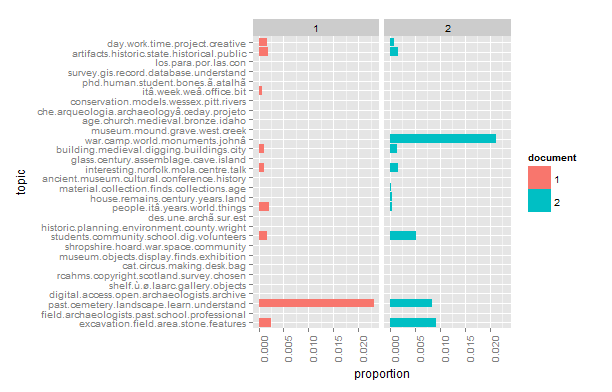 1 2
day.work.time.project.creative
artifacts.historic.state.historical.public
los.para.por.las.con
survey.gis.record.database.understand
phd.human.student.bones.â.atalhã
itâ.week.weâ.office.bit
conservation.models.wessex.pitt.rivers
che.arqueologia.archaeologyâ.œday.projeto
age.church.medieval.bronze.idaho
museum.mound.grave.west.creek
war.camp.world.monuments.johnâ
building.medieval.digging.buildings.city
glass.century.assemblage.cave.island
interesting.norfolk.mola.centre.talk
ancient.museum.cultural.conference.history
material.collection.finds.collections.age
house.remains.century.years.land
people.itâ.years.world.things
des.une.archã.sur.est
historic.planning.environment.county.wright
students.community.school.dig.volunteers
shropshire.hoard.war.space.community
museum.objects.display.finds.exhibition
cat.circus.making.desk.bag
rcahms.copyright.scotland.survey.chosen
shelf.ù.ø.laarc.gallery.objects
digital.access.open.archaeologists.archive
past.cemetery.landscape.learn.understand
field.archaeologists.past.school.professional
excavation.field.area.stone.features
topic
0.000 0.005 0.010 0.015 0.020 0.000 0.005 0.010 0.015 0.020
proportion
document
1
2